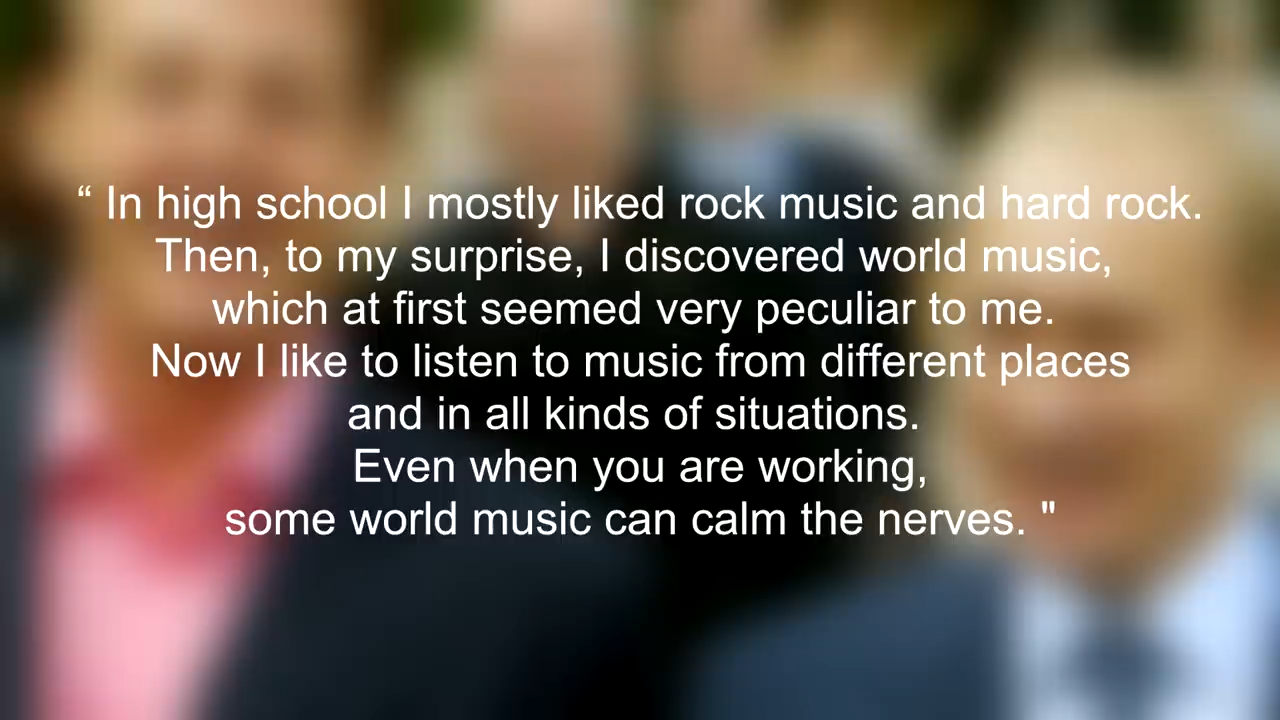 “ In high school I mostly liked rock music and hard rock.
Then, to my surprise, I discovered world music,
which at first seemed very peculiar to me.
Now I like to listen to music from different places
and in all kinds of situations.
Even when you are working,
some world music can calm the nerves. "